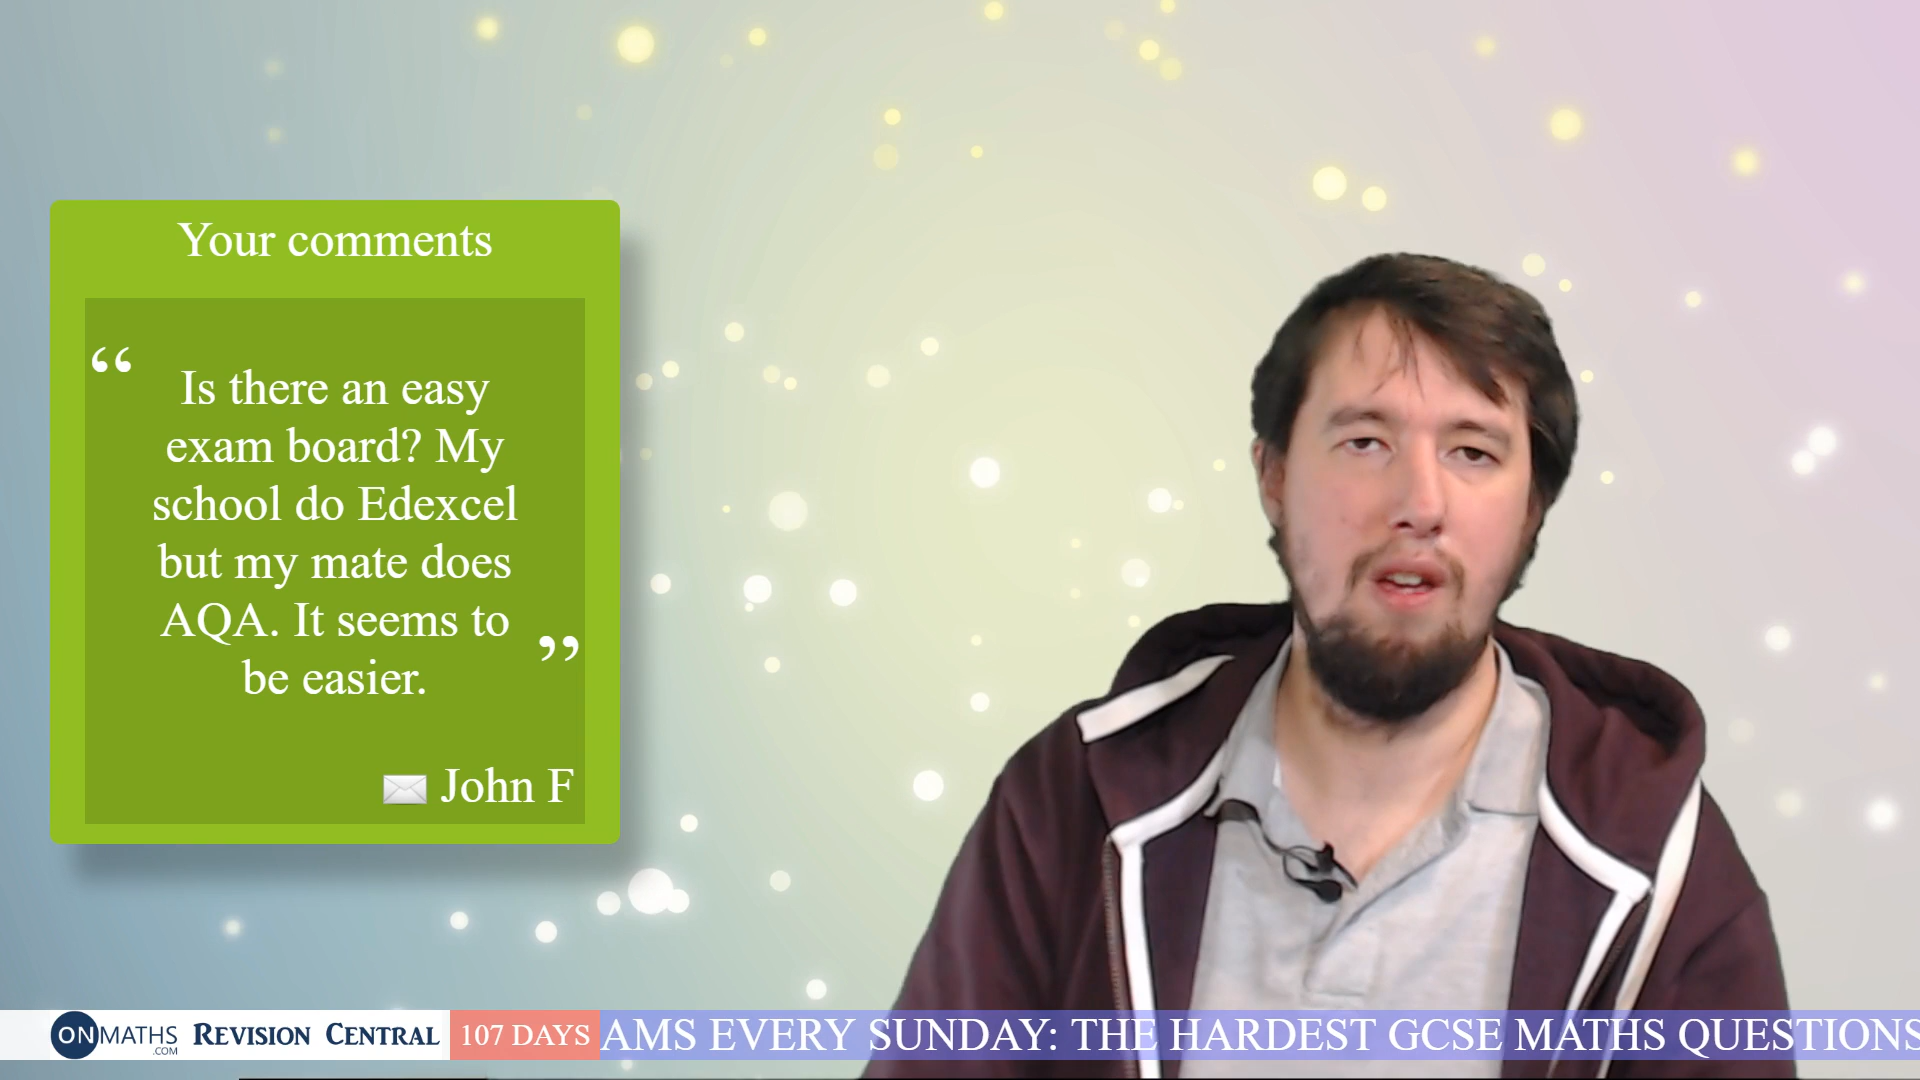 Your comments
“
Is there an easy
exam board? My
school do Edexcel
but my mate does
AQA. It seems to
be easier.
”
John F
ONMATHS
.COM
REVISION CENTRAL
107 DAYS
AMS EVERY SUNDAY: THE HARDEST GCSE MATHS QUESTIONS